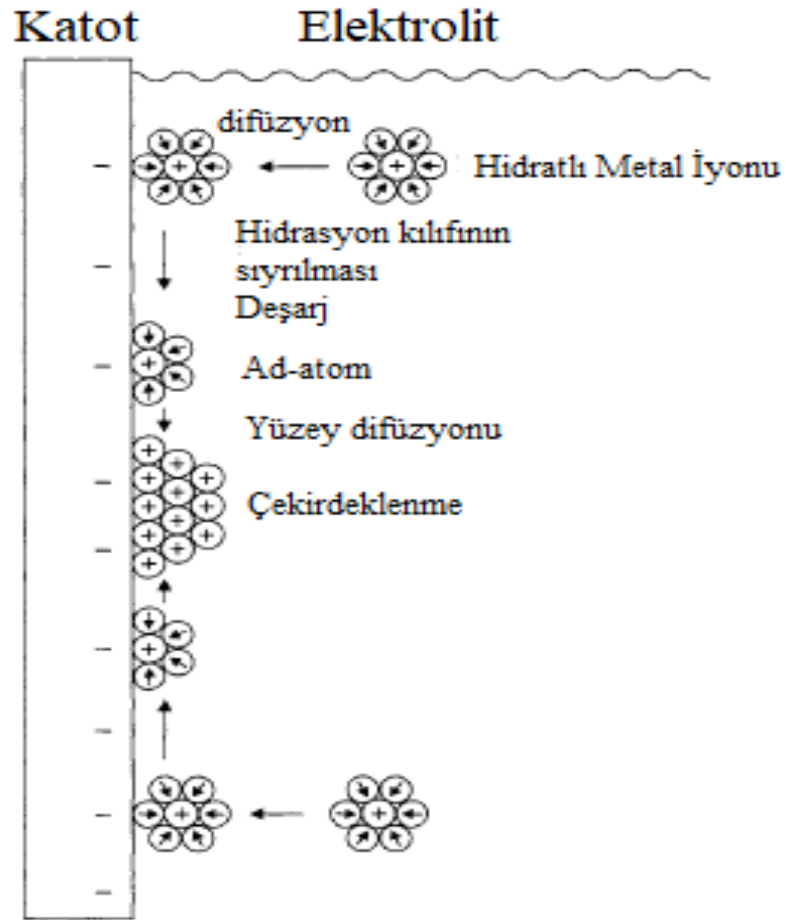 Katot
Elektrolit
difüzyon
Hidratlı Metal İyonu
Hidrasyon kılıfının
sıyrılması
Deşarj
Ad-atom
Yüzey difüzyonu
Çekirdeklenme